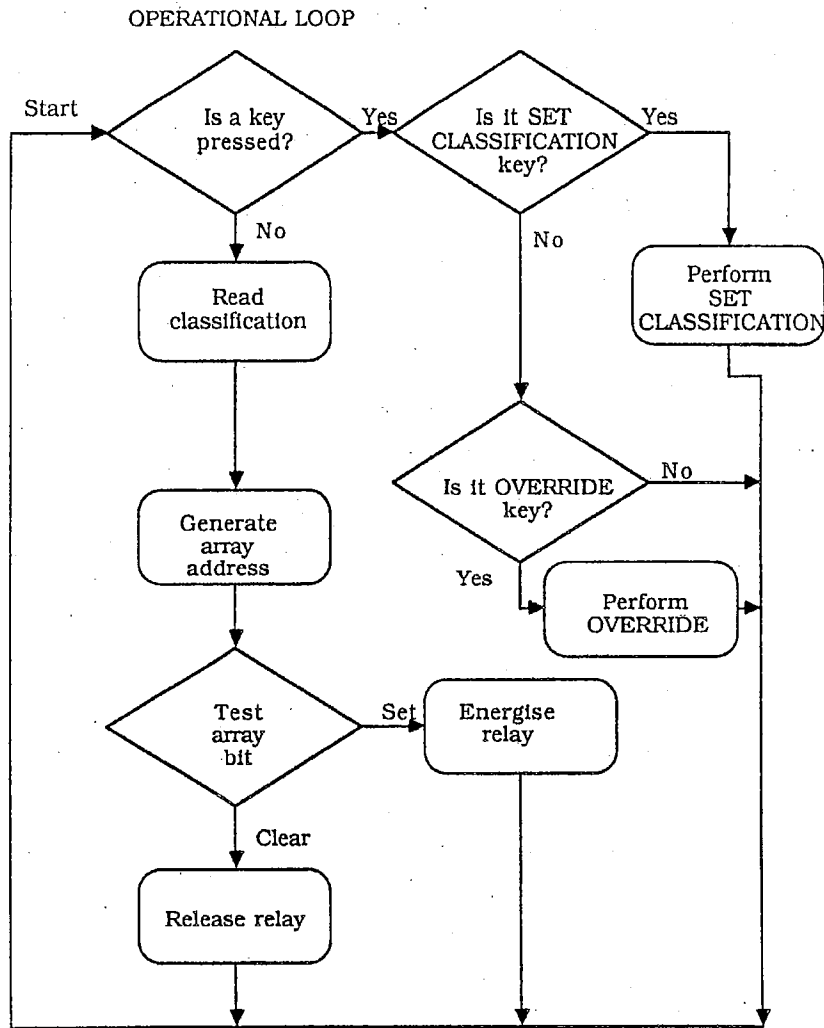 OPERATIONAL LOOP
Start
Is a key
pressed?
Yes
Is it SET
CLASSIFICATION
key?
Yes
No
Read
classification
No
Perform
SET
CLASSIFICATION
Generate
array
address
Is it OVERRIDE
key?
No
Yes
Perform
OVERRIDE
Test
array
bit
Set
Energise
relay
Clear
Release relay